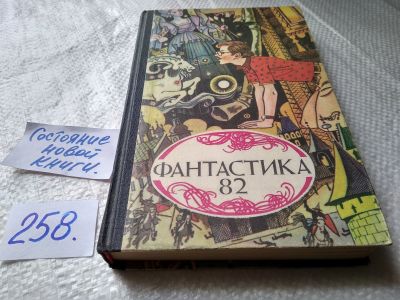 Состояние
новой
книги.
258.
ФАНТАСТИКА
82